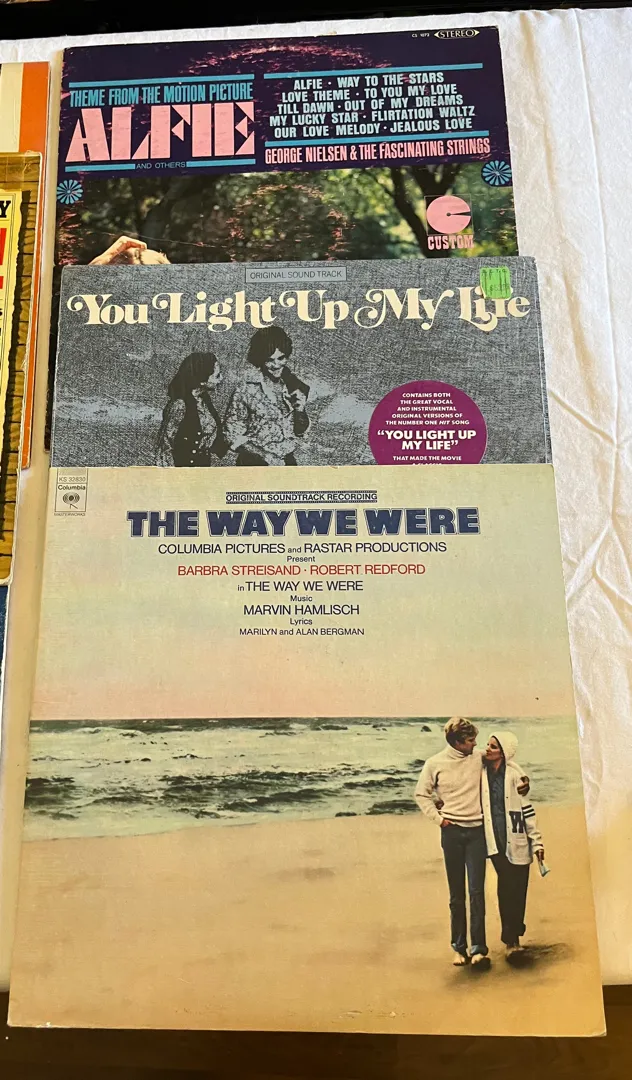 CS 1073 STEREO
THEME FROM THE MOTION PICTURE
ALFIE
AND OTHERS
ALFIE · WAY TO THE STARS
LOVE THEME · TO YOU MY LOVE
TILL DAWN · OUT OF MY DREAMS
MY LUCKY STAR · FLIRTATION WALTZ
OUR LOVE MELODY · JEALOUS LOVE
GEORGE NIELSEN & THE FASCINATING STRINGS
CUSTOM
ORIGINAL SOUND TRACK
You Light Up My Life
CONTAINS BOTH
THE GREAT VOCAL
AND INSTRUMENTAL
ORIGINAL VERSIONS OF
THE NUMBER ONE HIT SONG
"YOU LIGHT UP
MY LIFE"
THAT MADE THE MOVIE
KS 32830
Columbia
MASTERWORKS
ORIGINAL SOUNDTRACK RECORDING
THE WAY WE WERE
COLUMBIA PICTURES and RASTAR PRODUCTIONS
Present
BARBRA STREISAND · ROBERT REDFORD
in THE WAY WE WERE
Music
MARVIN HAMLISCH
Lyrics
MARILYN and ALAN BERGMAN
W
Y